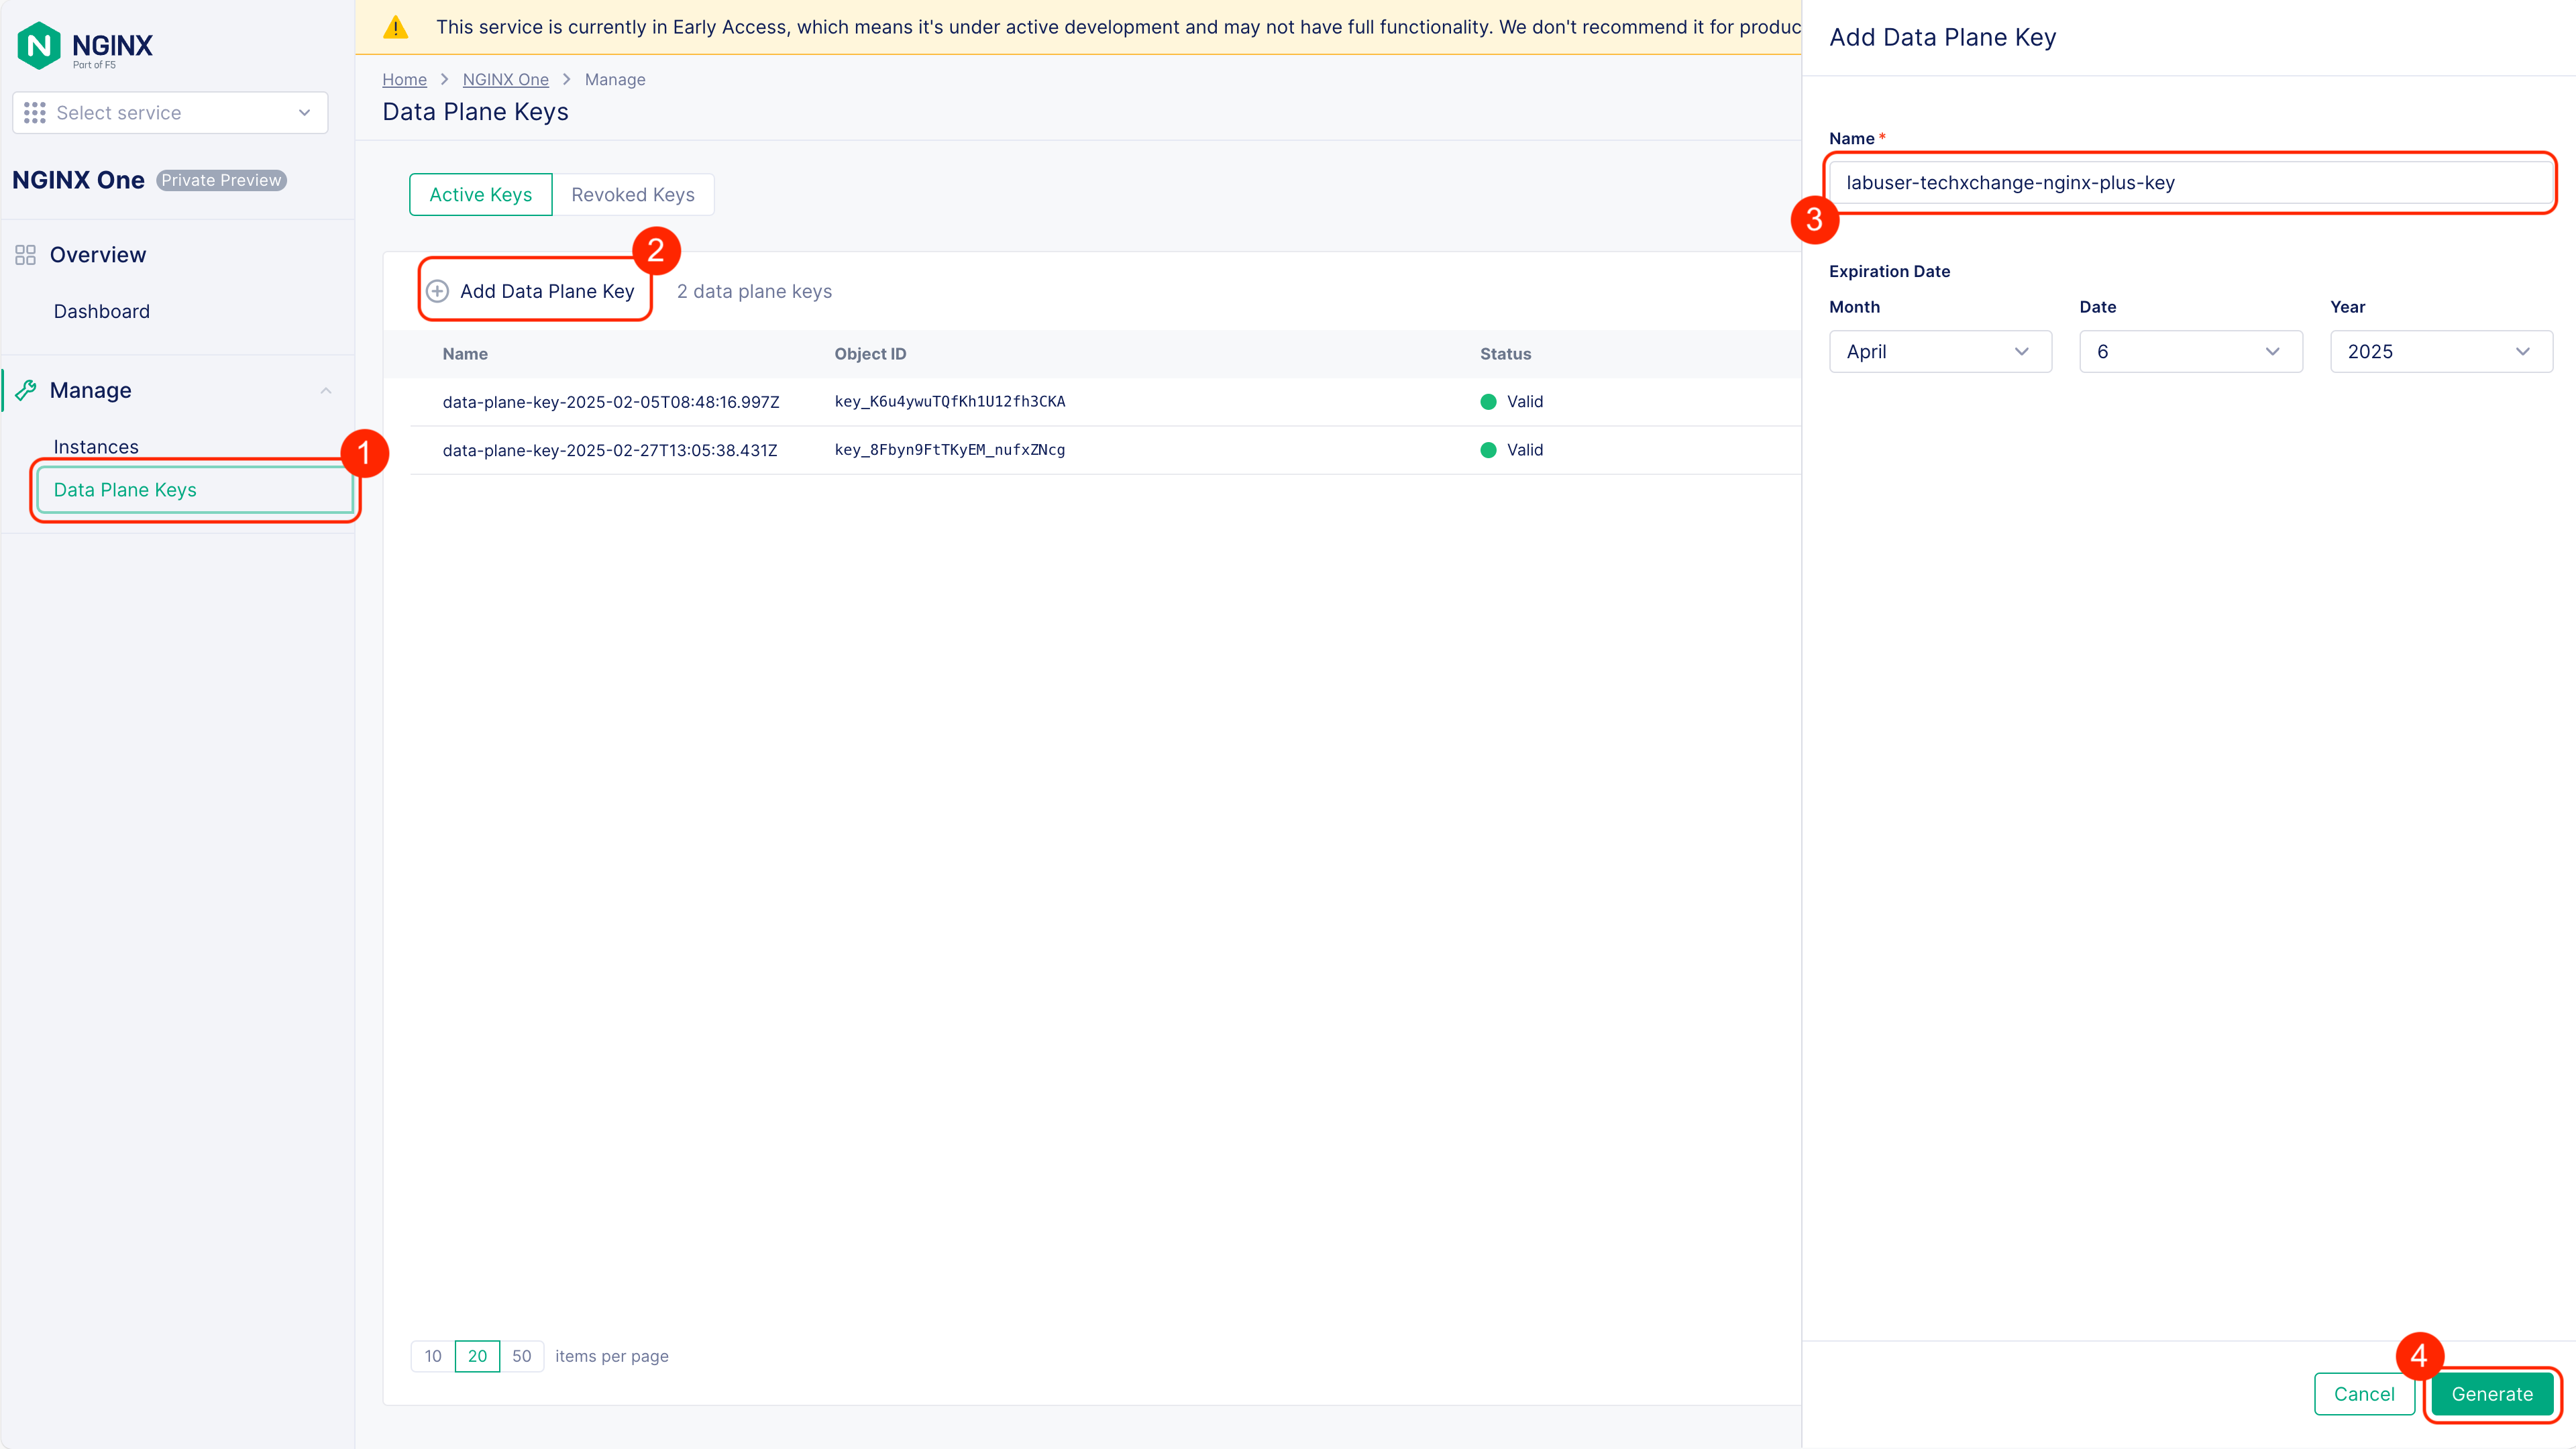 NGINX
Part of F5
Select service
NGINX One Private Preview
Overview
Dashboard
Manage
Instances
1
Data Plane Keys
This service is currently in Early Access, which means it's under active development and may not have full functionality. We don't recommend it for produc
Home > NGINX One > Manage
Data Plane Keys
Active Keys Revoked Keys
2
Add Data Plane Key 2 data plane keys
Name Object ID Status
data-plane-key-2025-02-05T08:48:16.997Z key_K6u4ywuTQfKh1U12fh3CKA Valid
data-plane-key-2025-02-27T13:05:38.431Z key_8Fbyn9FtTKyEM_nufxZNcg Valid
10 20 50 items per page
Add Data Plane Key
Name *
labuser-techxchange-nginx-plus-key
3
Expiration Date
Month Date Year
April 6 2025
4
Cancel Generate